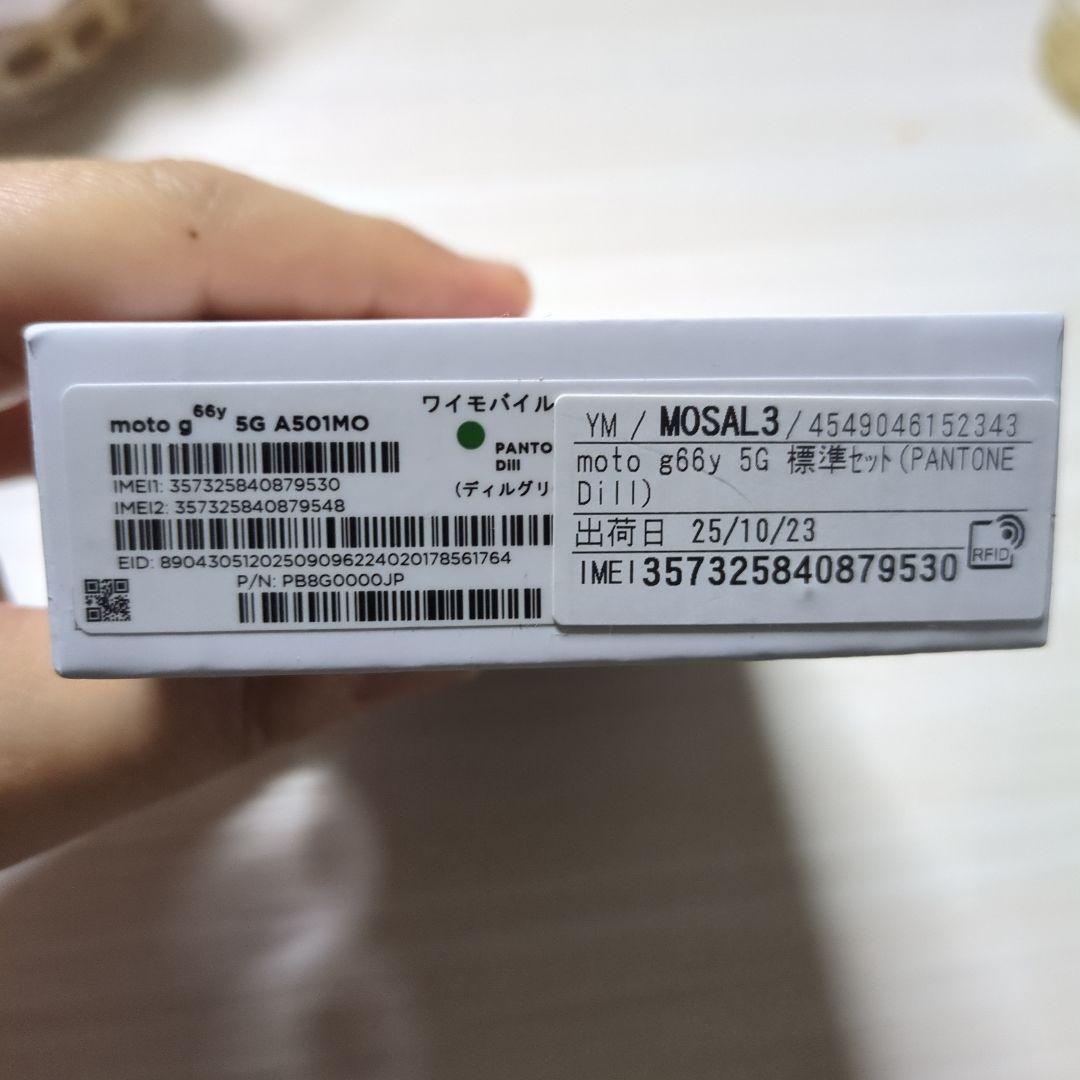 moto g66y 5G A501MO
ワイモバイル
PANTO
Dill
(ディルグリ
IMEI1: 357325840879530
IMEI2: 357325840879548
EID: 89043051202509096224020178561764
P/N: PB8G0000JP
YM / MOSAL3 / 4549046152343
moto g66y 5G 標準ｾｯﾄ(PANTONE
Dill)
出荷日 25/10/23
IMEI 357325840879530
RFID